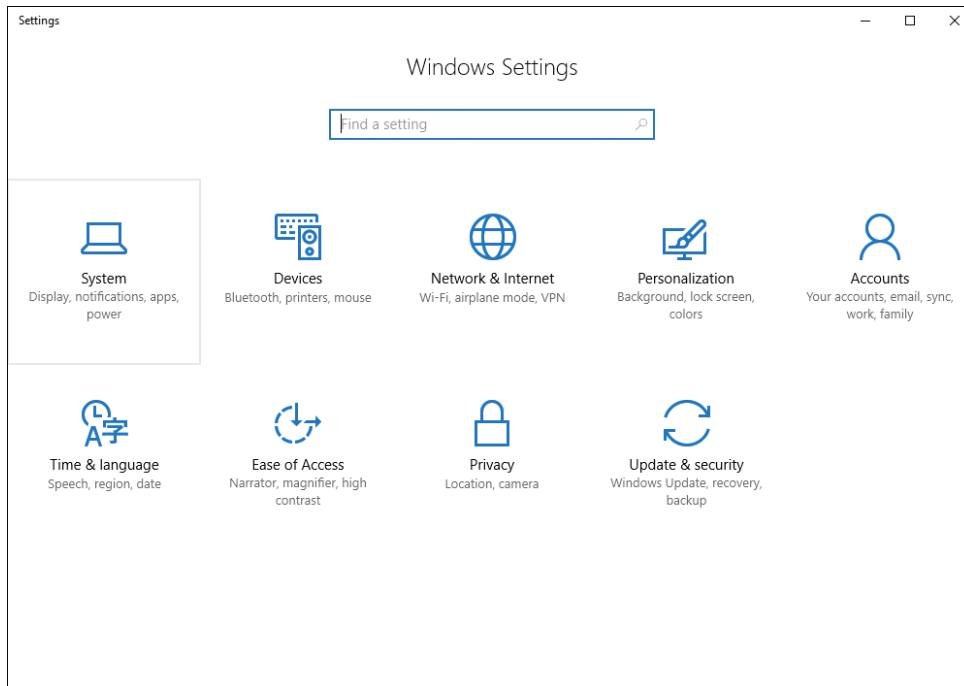 Settings
Windows Settings
Find a setting
System
Display, notifications, apps,
power
Devices
Bluetooth, printers, mouse
Network & Internet
Wi-Fi, airplane mode, VPN
Personalization
Background, lock screen,
colors
Accounts
Your accounts, email, sync,
work, family
Time & language
Speech, region, date
Ease of Access
Narrator, magnifier, high
contrast
Privacy
Location, camera
Update & security
Windows Update, recovery,
backup